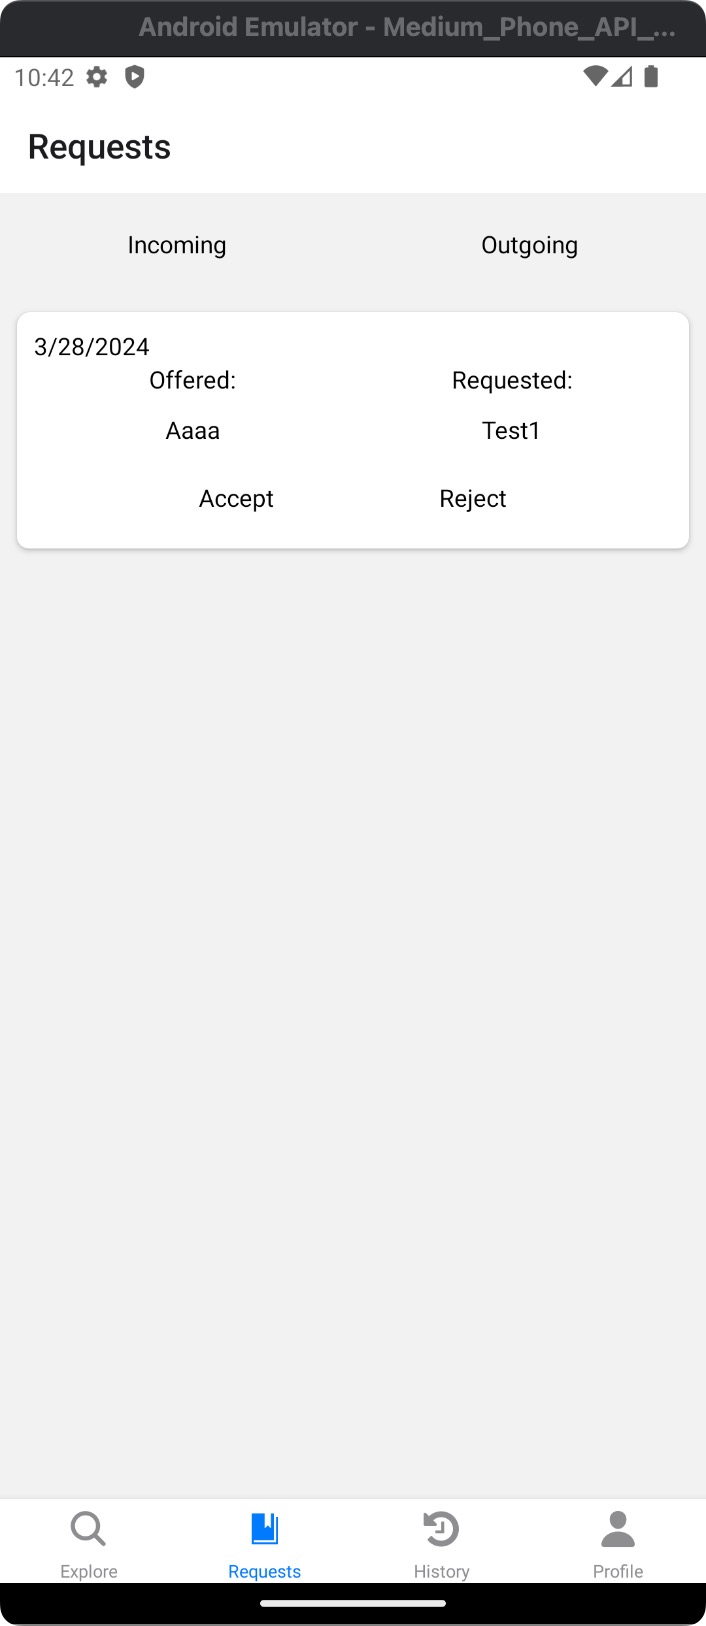 Android Emulator - Medium_Phone_API_...
10:42
Requests
Incoming Outgoing
3/28/2024
Offered: Requested:
Aaaa Test1
Accept Reject
Explore Requests History Profile